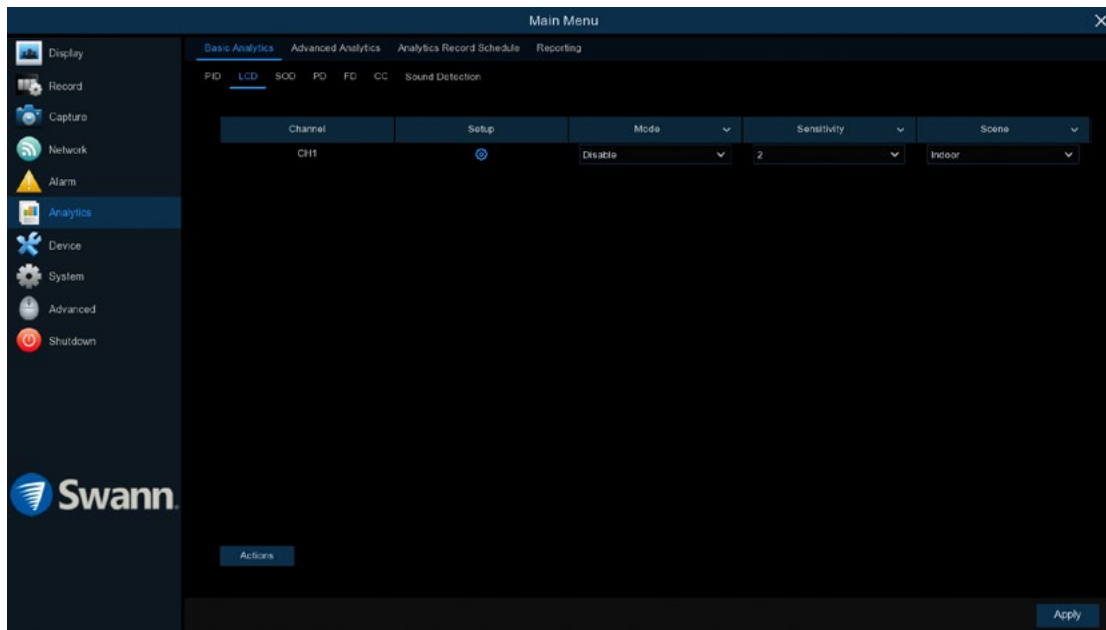 Main Menu
Display
Record
Capture
Network
Alarm
Analytics
Device
System
Advanced
Shutdown
Swann
Basic Analytics Advanced Analytics Analytics Record Schedule Reporting
PID LCD SOD PD FD CC Sound Detection
Channel Setup Mode Sensitivity Scene
CH1 Disable 2 Indoor
Actions
Apply